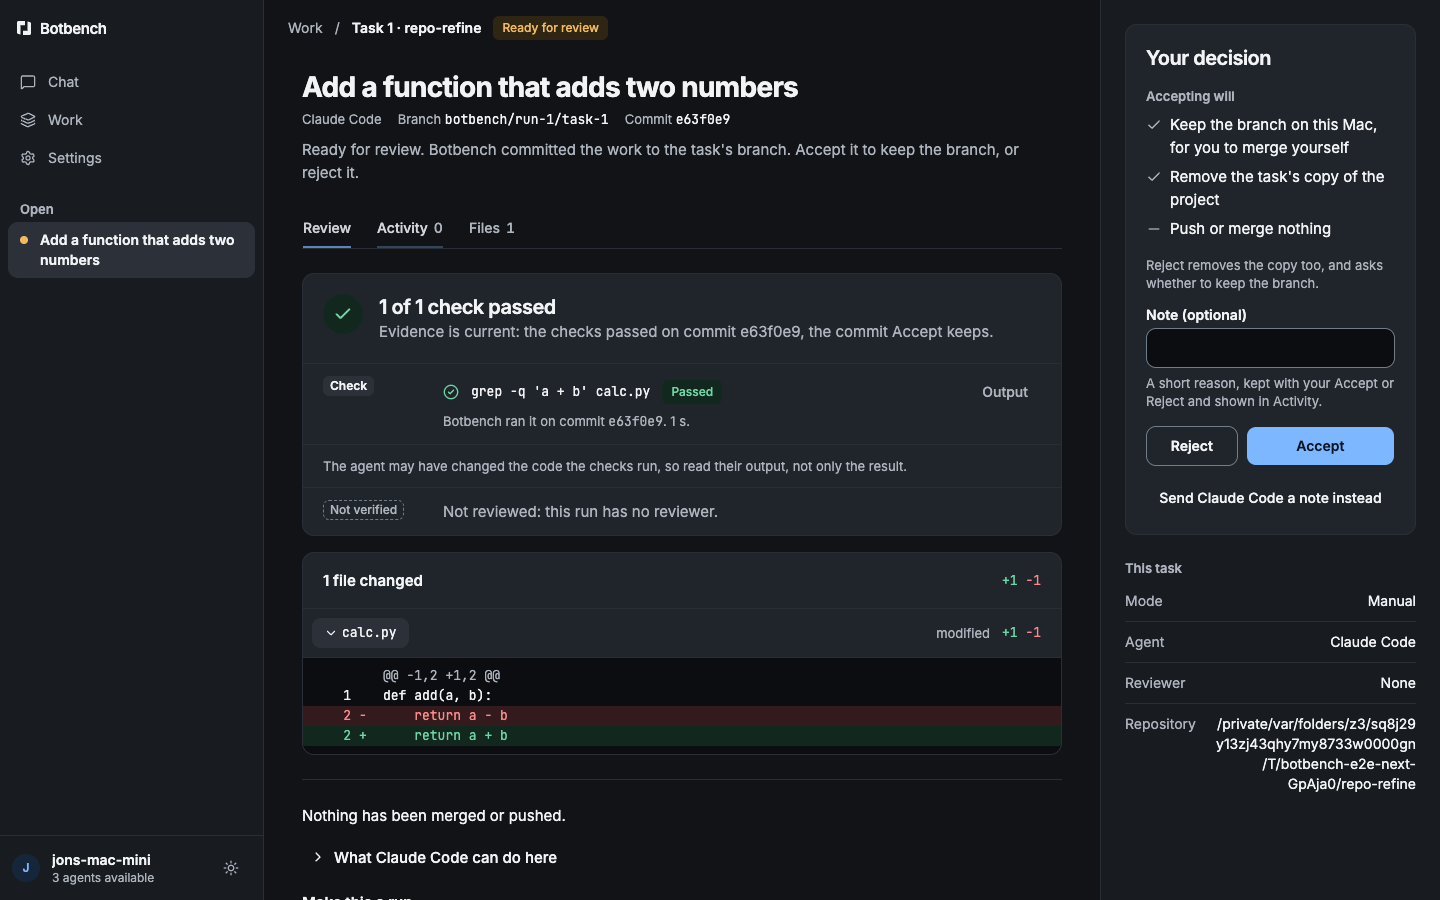 Botbench
Chat
Work
Settings
Open
Add a function that adds two
numbers
jons-mac-mini
J
3 agents available
Work / Task 1 · repo-refine Ready for review
Add a function that adds two numbers
Claude Code Branch botbench/run-1/task-1 Commit e63f0e9
Ready for review. Botbench committed the work to the task's branch. Accept it to keep the branch, or
reject it.
Review Activity 0 Files 1
1 of 1 check passed
Evidence is current: the checks passed on commit e63f0e9, the commit Accept keeps.
Check grep -q 'a + b' calc.py Passed Output
Botbench ran it on commit e63f0e9. 1 s.
The agent may have changed the code the checks run, so read their output, not only the result.
Not verified Not reviewed: this run has no reviewer.
1 file changed +1 -1
calc.py modified +1 -1
@@ -1,2 +1,2 @@
1 def add(a, b):
2 - return a - b
2 + return a + b
Nothing has been merged or pushed.
What Claude Code can do here
Make this a run
Your decision
Accepting will
Keep the branch on this Mac,
for you to merge yourself
Remove the task's copy of the
project
Push or merge nothing
Reject removes the copy too, and asks
whether to keep the branch.
Note (optional)
A short reason, kept with your Accept or
Reject and shown in Activity.
Reject Accept
Send Claude Code a note instead
This task
Mode Manual
Agent Claude Code
Reviewer None
Repository /private/var/folders/z3/sq8j29
y13zj43qhy7my8733w0000gn
/T/botbench-e2e-next-
GpAja0/repo-refine